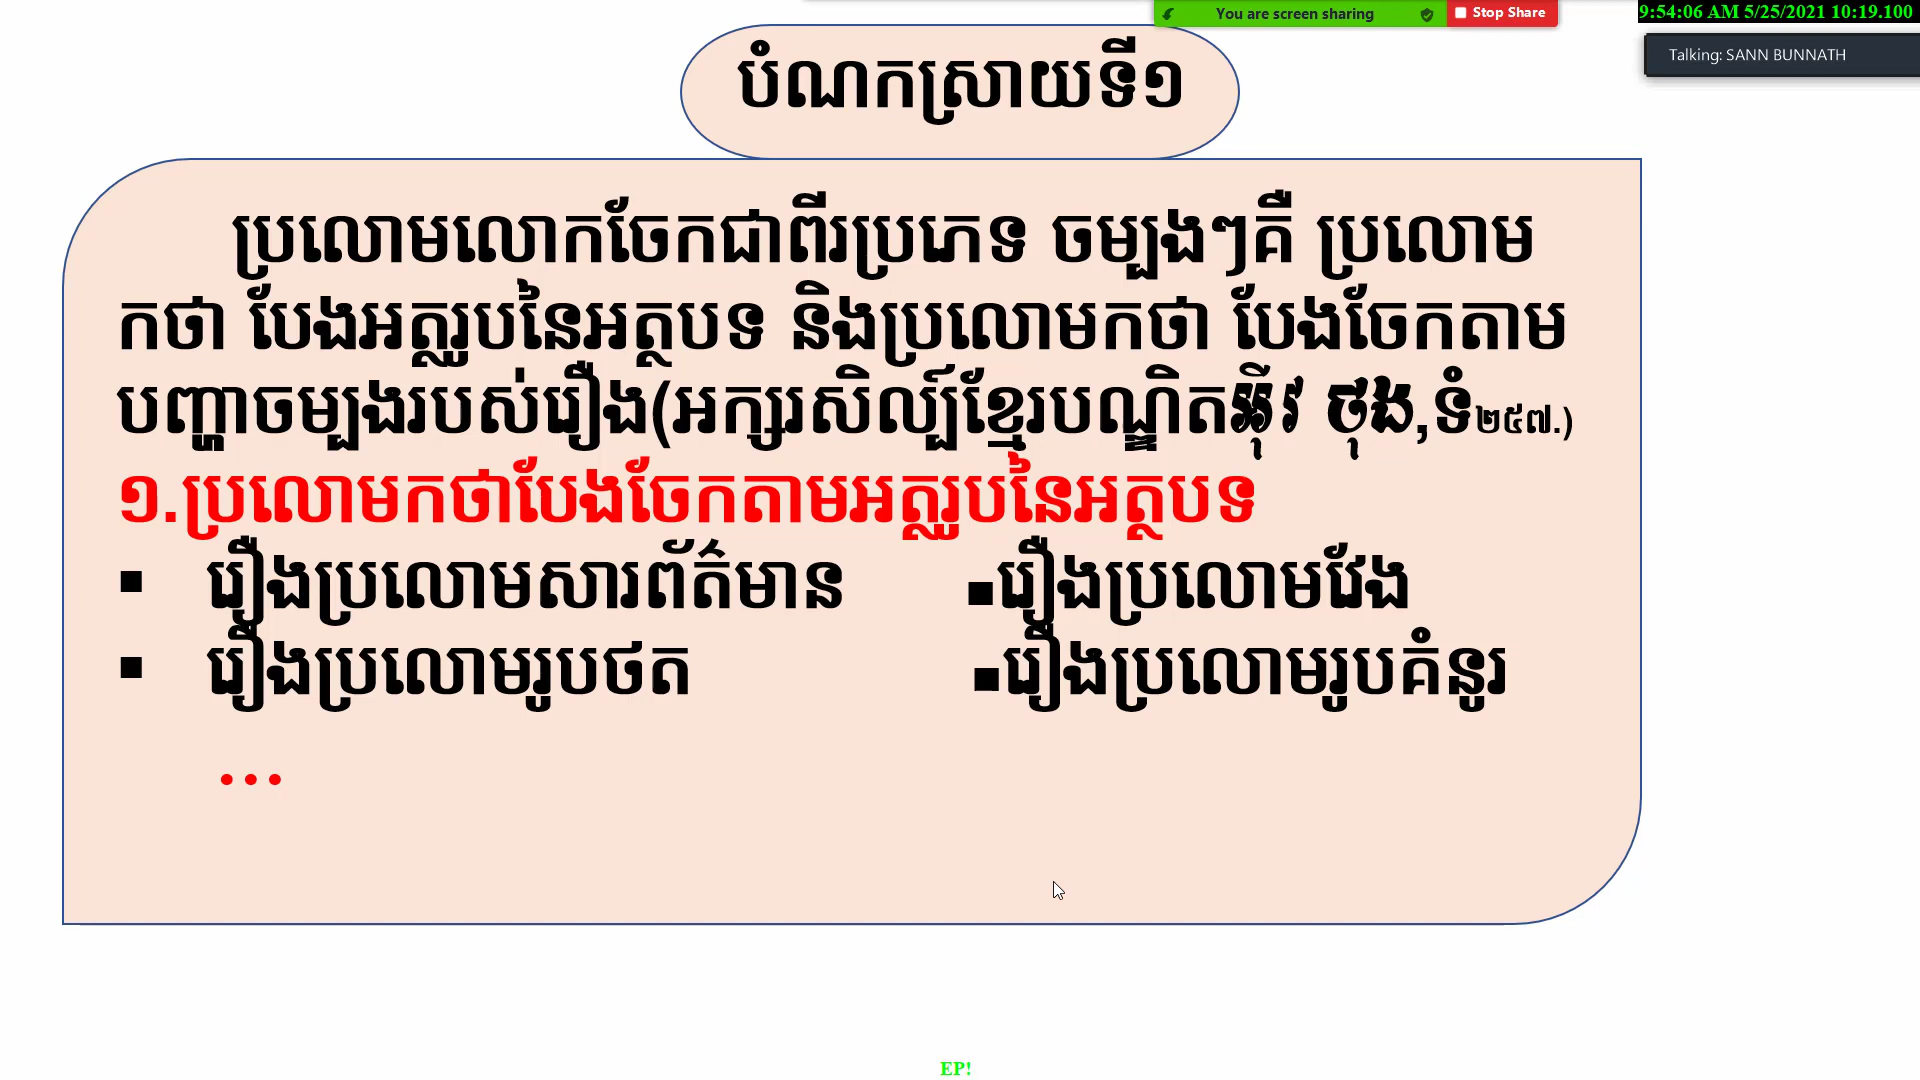 You are screen sharing
Stop Share
9:54:06 AM 5/25/2021 10:19.100
Talking: SANN BUNNATH
បំណកស្រាយទី១
ប្រលោមលោកចែកជាពីរប្រភេទ ចម្បងៗគឺ ប្រលោម
កថា បែងអត្ថរូបនៃអត្ថបទ និងប្រលោមកថា បែងចែកតាម
បញ្ហាចម្បងរបស់រឿង(អក្សរសិល្ប៍ខ្មែរបណ្ឌិតអ៊ីវ ថុង,ទំ២៥៧.)
១.ប្រលោមកថាបែងចែកតាមអត្ថរូបនៃអត្ថបទ
▪ រឿងប្រលោមសារព័ត៌មាន ▪រឿងប្រលោមវែង
▪ រឿងប្រលោមរូបថត ▪រឿងប្រលោមរូបគំនូរ
...
EP!